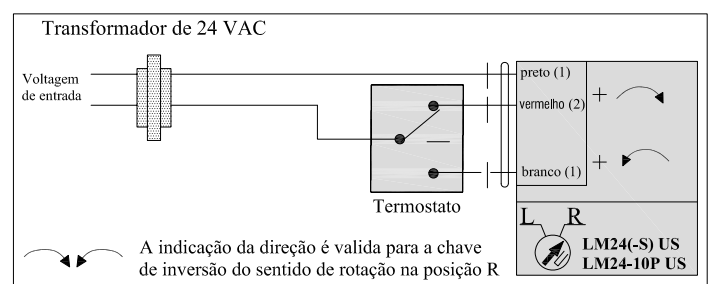 Transformador de 24 VAC
Voltagem
de entrada
preto (1)
vermelho (2)
+
branco (1)
+
Termostato
L R
LM24(-S) US
LM24-10P US
A indicação da direção é valida para a chave
de inversão do sentido de rotação na posição R